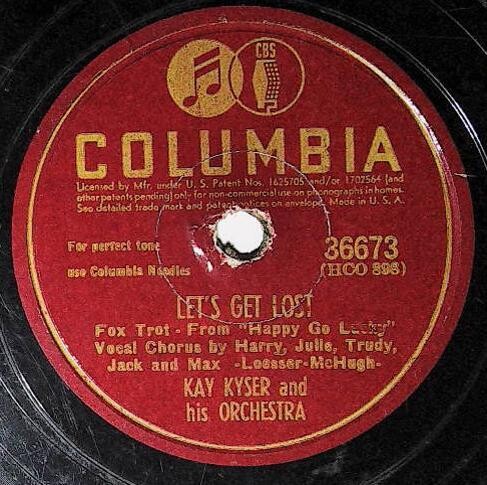 CBS
COLUMBIA
Licensed by Mfr. under U. S. Patent Nos. 1625705 and/or 1702564 (and
other patents pending) only for non-commercial use on phonographs in homes.
See detailed trade mark and patent notices on envelope. Made in U. S. A.
For perfect tone
use Columbia Needles
36673
(HCO 896)
LET'S GET LOST
Fox Trot - From "Happy Go Lucky"
Vocal Chorus by Harry, Julie, Trudy,
Jack and Max -Loesser-McHugh-
KAY KYSER and
his ORCHESTRA